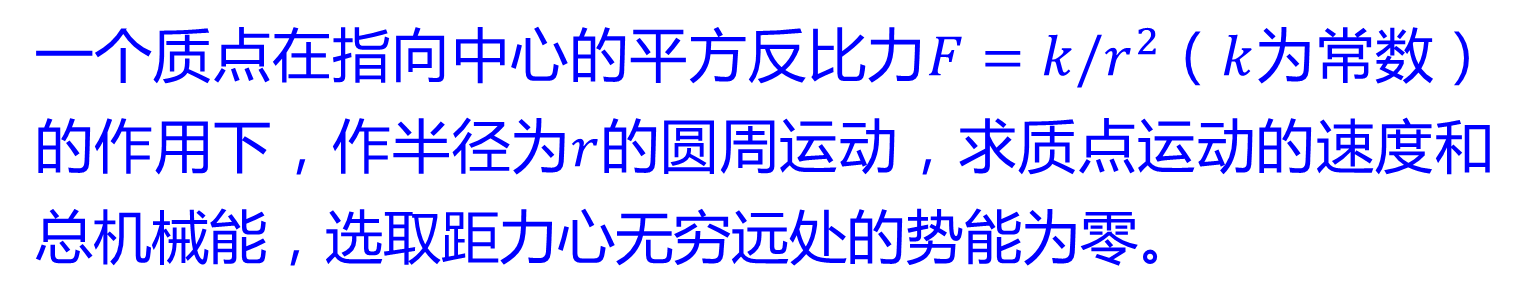 一个质点在指向中心的平方反比力F = k/r²（k为常数）
的作用下，作半径为r的圆周运动，求质点运动的速度和
总机械能，选取距力心无穷远处的势能为零。